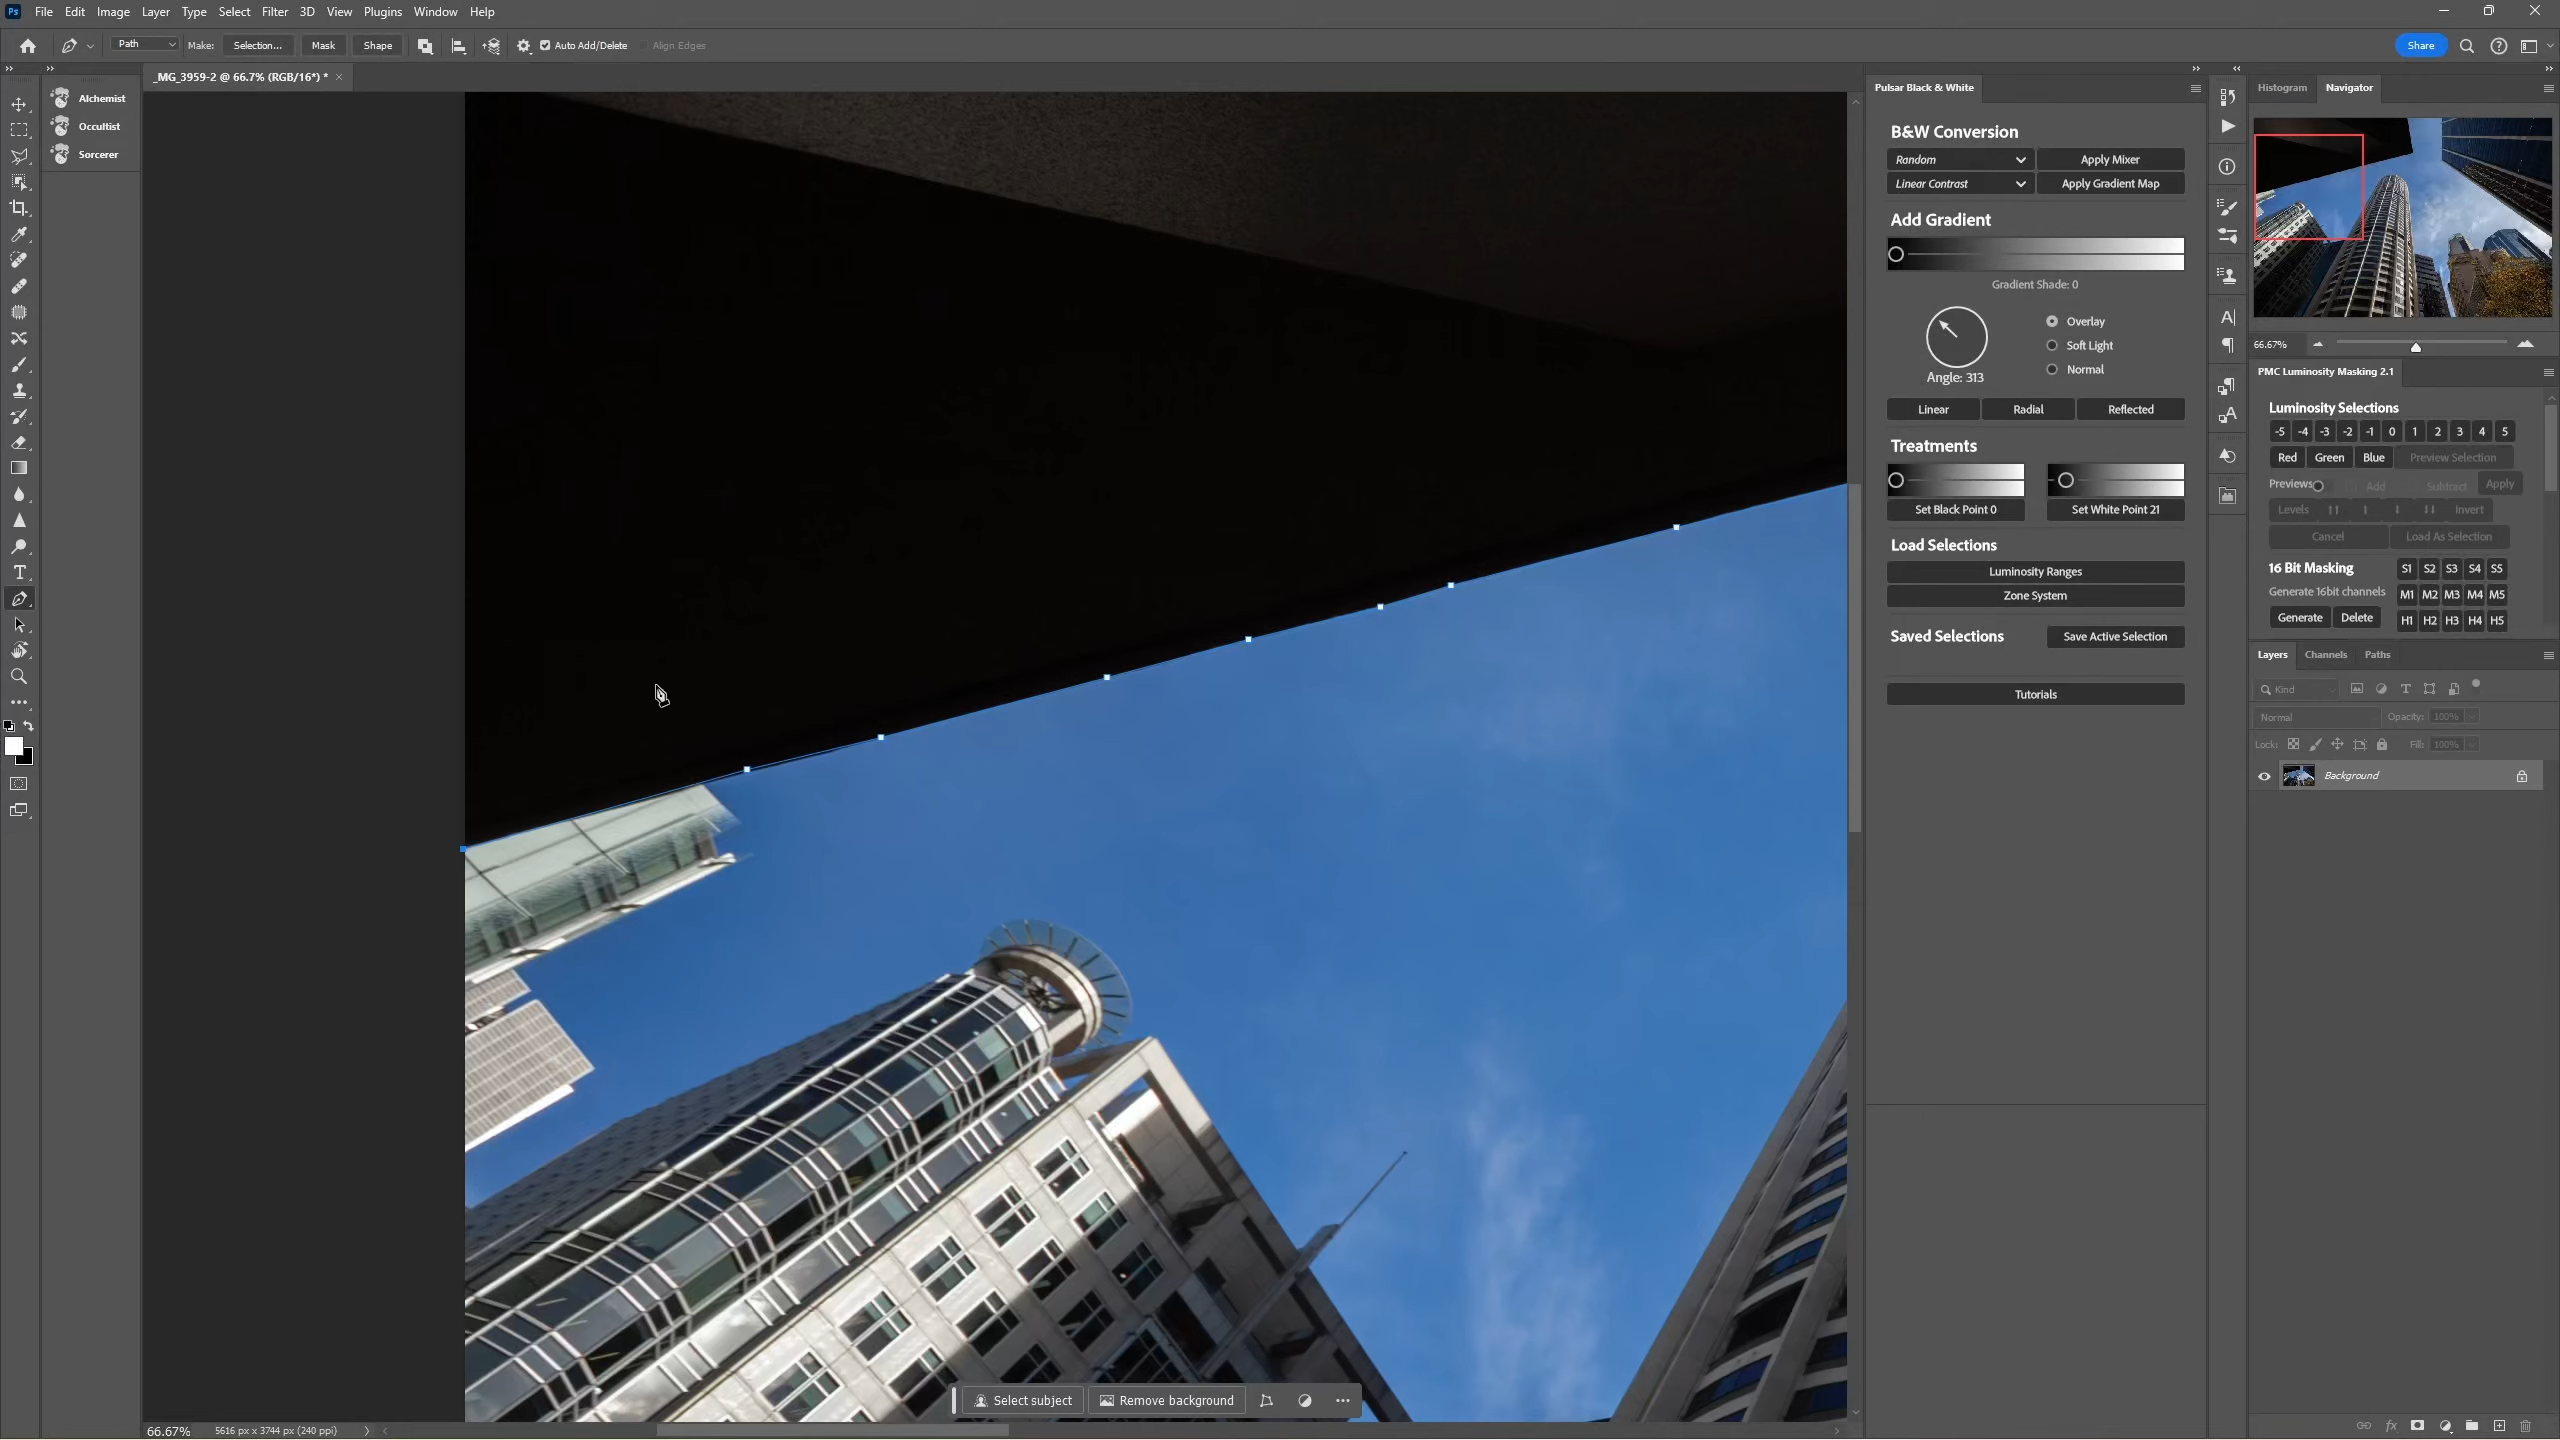 Ps File Edit Image Layer Type Select Filter 3D View Plugins Window Help
Path Make: Selection... Mask Shape Auto Add/Delete Align Edges Share
_MG_3959-2 @ 66.7% (RGB/16*) *
Alchemist
Occultist
Sorcerer
Pulsar Black & White
B&W Conversion
Random Apply Mixer
Linear Contrast Apply Gradient Map
Add Gradient
Gradient Shade: 0
Overlay
Soft Light
Normal
Angle: 313
Linear Radial Reflected
Treatments
Set Black Point 0 Set White Point 21
Load Selections
Luminosity Ranges
Zone System
Saved Selections Save Active Selection
Tutorials
Histogram Navigator
66.67%
PMC Luminosity Masking 2.1
Luminosity Selections
-5 -4 -3 -2 -1 0 1 2 3 4 5
Red Green Blue Preview Selection
Previews Add Subtract Apply
Levels Invert
Cancel Load As Selection
16 Bit Masking S1 S2 S3 S4 S5
Generate 16bit channels M1 M2 M3 M4 M5
Generate Delete H1 H2 H3 H4 H5
Layers Channels Paths
Kind
Normal Opacity: 100%
Lock: Fill: 100%
Background
Select subject Remove background
66.67% 5616 px x 3744 px (240 ppi)